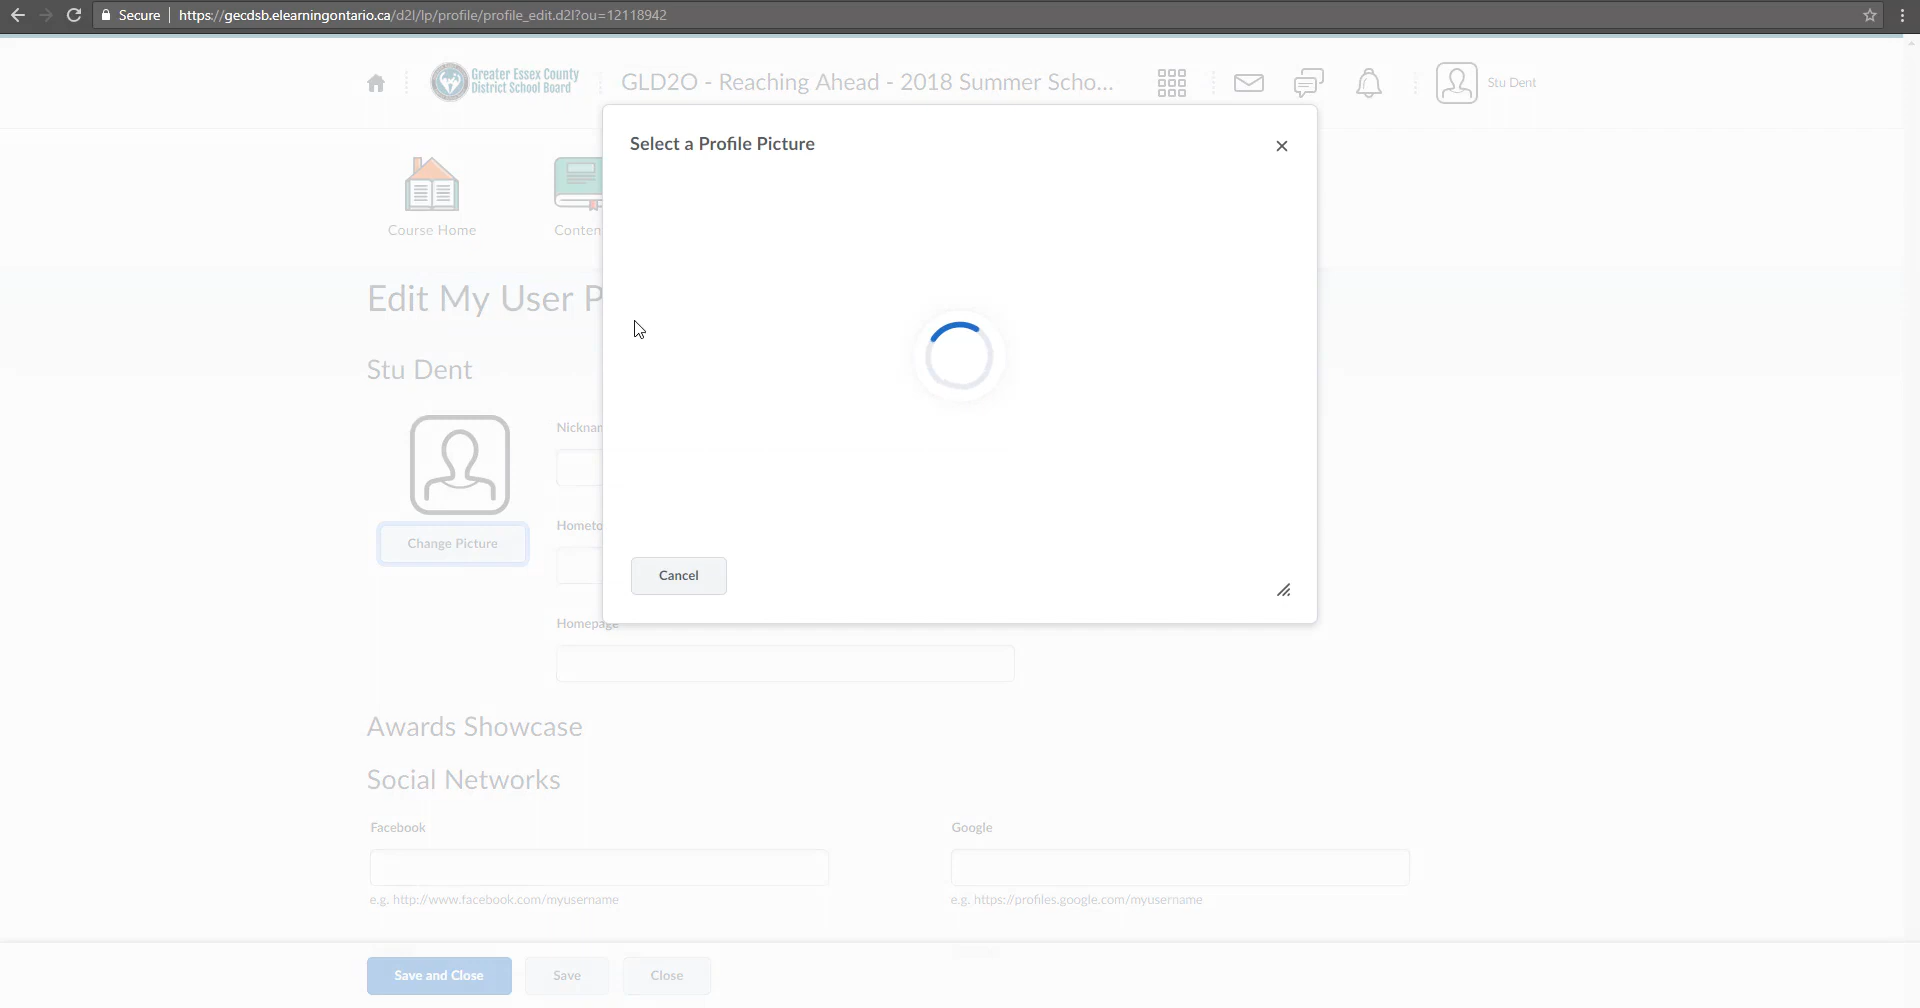 Secure | https://gecdsb.elearningontario.ca/d2l/lp/profile/profile_edit.d2l?ou=12118942
Greater Essex County
District School Board
GLD2O - Reaching Ahead - 2018 Summer Scho...
Stu Dent
Select a Profile Picture
Course Home
Conten
Edit My User P
Stu Dent
Nicknam
Change Picture
Hometo
Cancel
Homepage
Awards Showcase
Social Networks
Facebook
Google
e.g. http://www.facebook.com/myusername
e.g. https://profiles.google.com/myusername
Save and Close
Save
Close